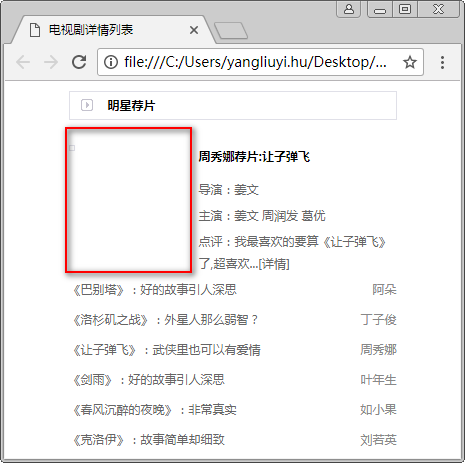 电视剧详情列表
file:///C:/Users/yangliuyi.hu/Desktop/...
明星荐片
周秀娜荐片:让子弹飞
导演：姜文
主演：姜文 周润发 葛优
点评：我最喜欢的要算《让子弹飞》
了,超喜欢...[详情]
《巴别塔》：好的故事引人深思 阿朵
《洛杉矶之战》：外星人那么弱智？ 丁子俊
《让子弹飞》：武侠里也可以有爱情 周秀娜
《剑雨》：好的故事引人深思 叶年生
《春风沉醉的夜晚》：非常真实 如小果
《克洛伊》：故事简单却细致 刘若英